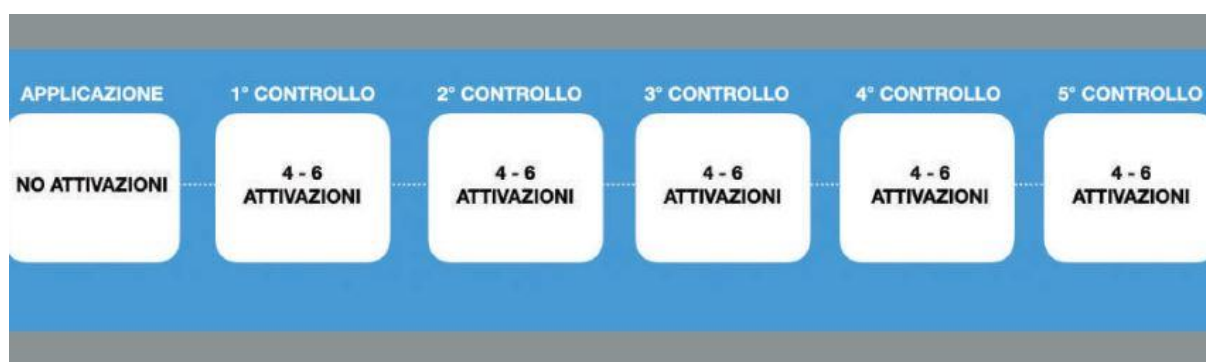 APPLICAZIONE
NO ATTIVAZIONI
1° CONTROLLO
4 - 6
ATTIVAZIONI
2° CONTROLLO
4 - 6
ATTIVAZIONI
3° CONTROLLO
4 - 6
ATTIVAZIONI
4° CONTROLLO
4 - 6
ATTIVAZIONI
5° CONTROLLO
4 - 6
ATTIVAZIONI